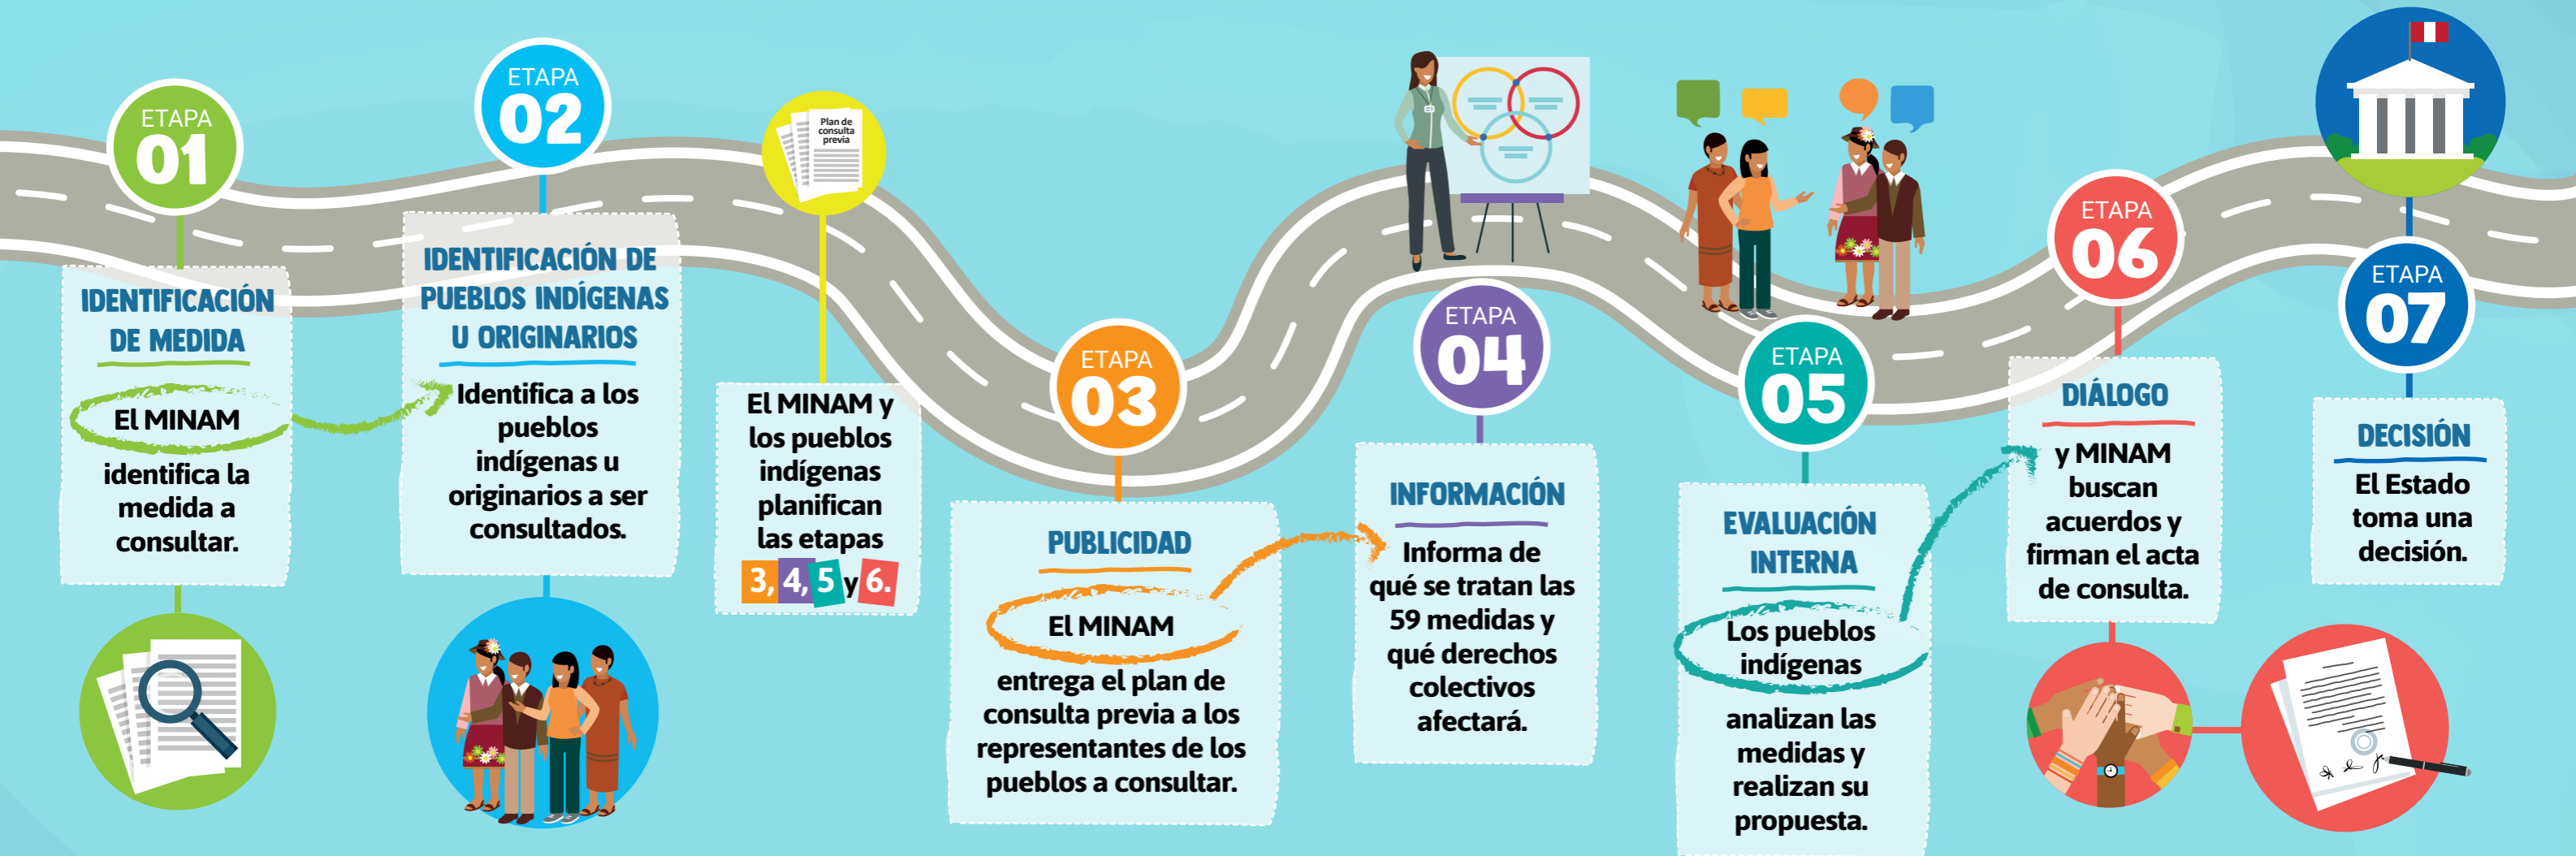 ETAPA
01
IDENTIFICACIÓN
DE MEDIDA
El MINAM
identifica la
medida a
consultar.
ETAPA
02
IDENTIFICACIÓN DE
PUEBLOS INDÍGENAS
U ORIGINARIOS
Identifica a los
pueblos
indígenas u
originarios a ser
consultados.
Plan de
consulta
previa
El MINAM y
los pueblos
indígenas
planifican
las etapas
3, 4, 5 y 6.
ETAPA
03
PUBLICIDAD
El MINAM
entrega el plan de
consulta previa a los
representantes de los
pueblos a consultar.
ETAPA
04
INFORMACIÓN
Informa de
qué se tratan las
59 medidas y
qué derechos
colectivos
afectará.
ETAPA
05
EVALUACIÓN
INTERNA
Los pueblos
indígenas
analizan las
medidas y
realizan su
propuesta.
ETAPA
06
DIÁLOGO
y MINAM
buscan
acuerdos y
firman el acta
de consulta.
ETAPA
07
DECISIÓN
El Estado
toma una
decisión.